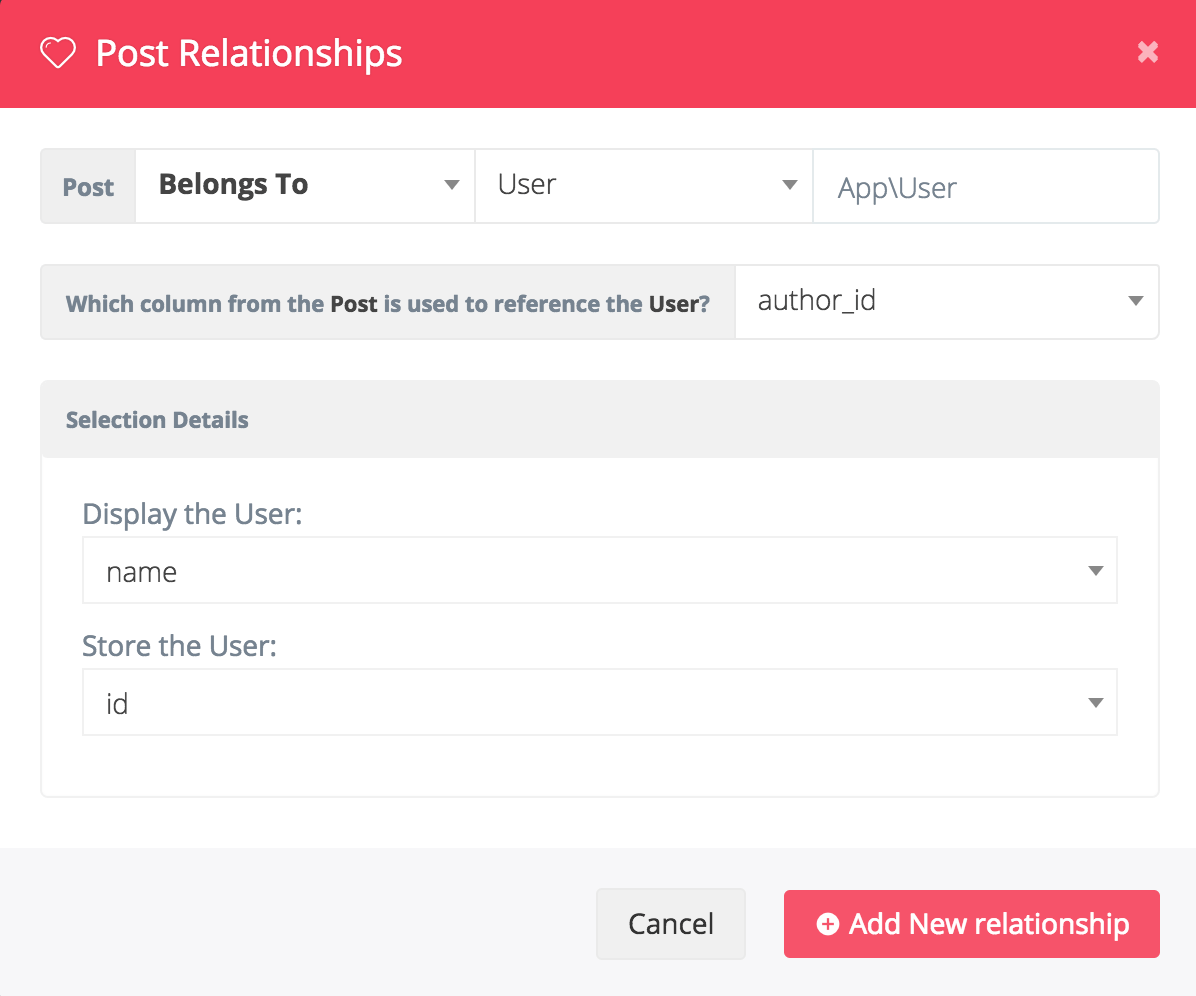 Post Relationships
Post Belongs To User App\User
Which column from the Post is used to reference the User? author_id
Selection Details
Display the User:
name
Store the User:
id
Cancel Add New relationship